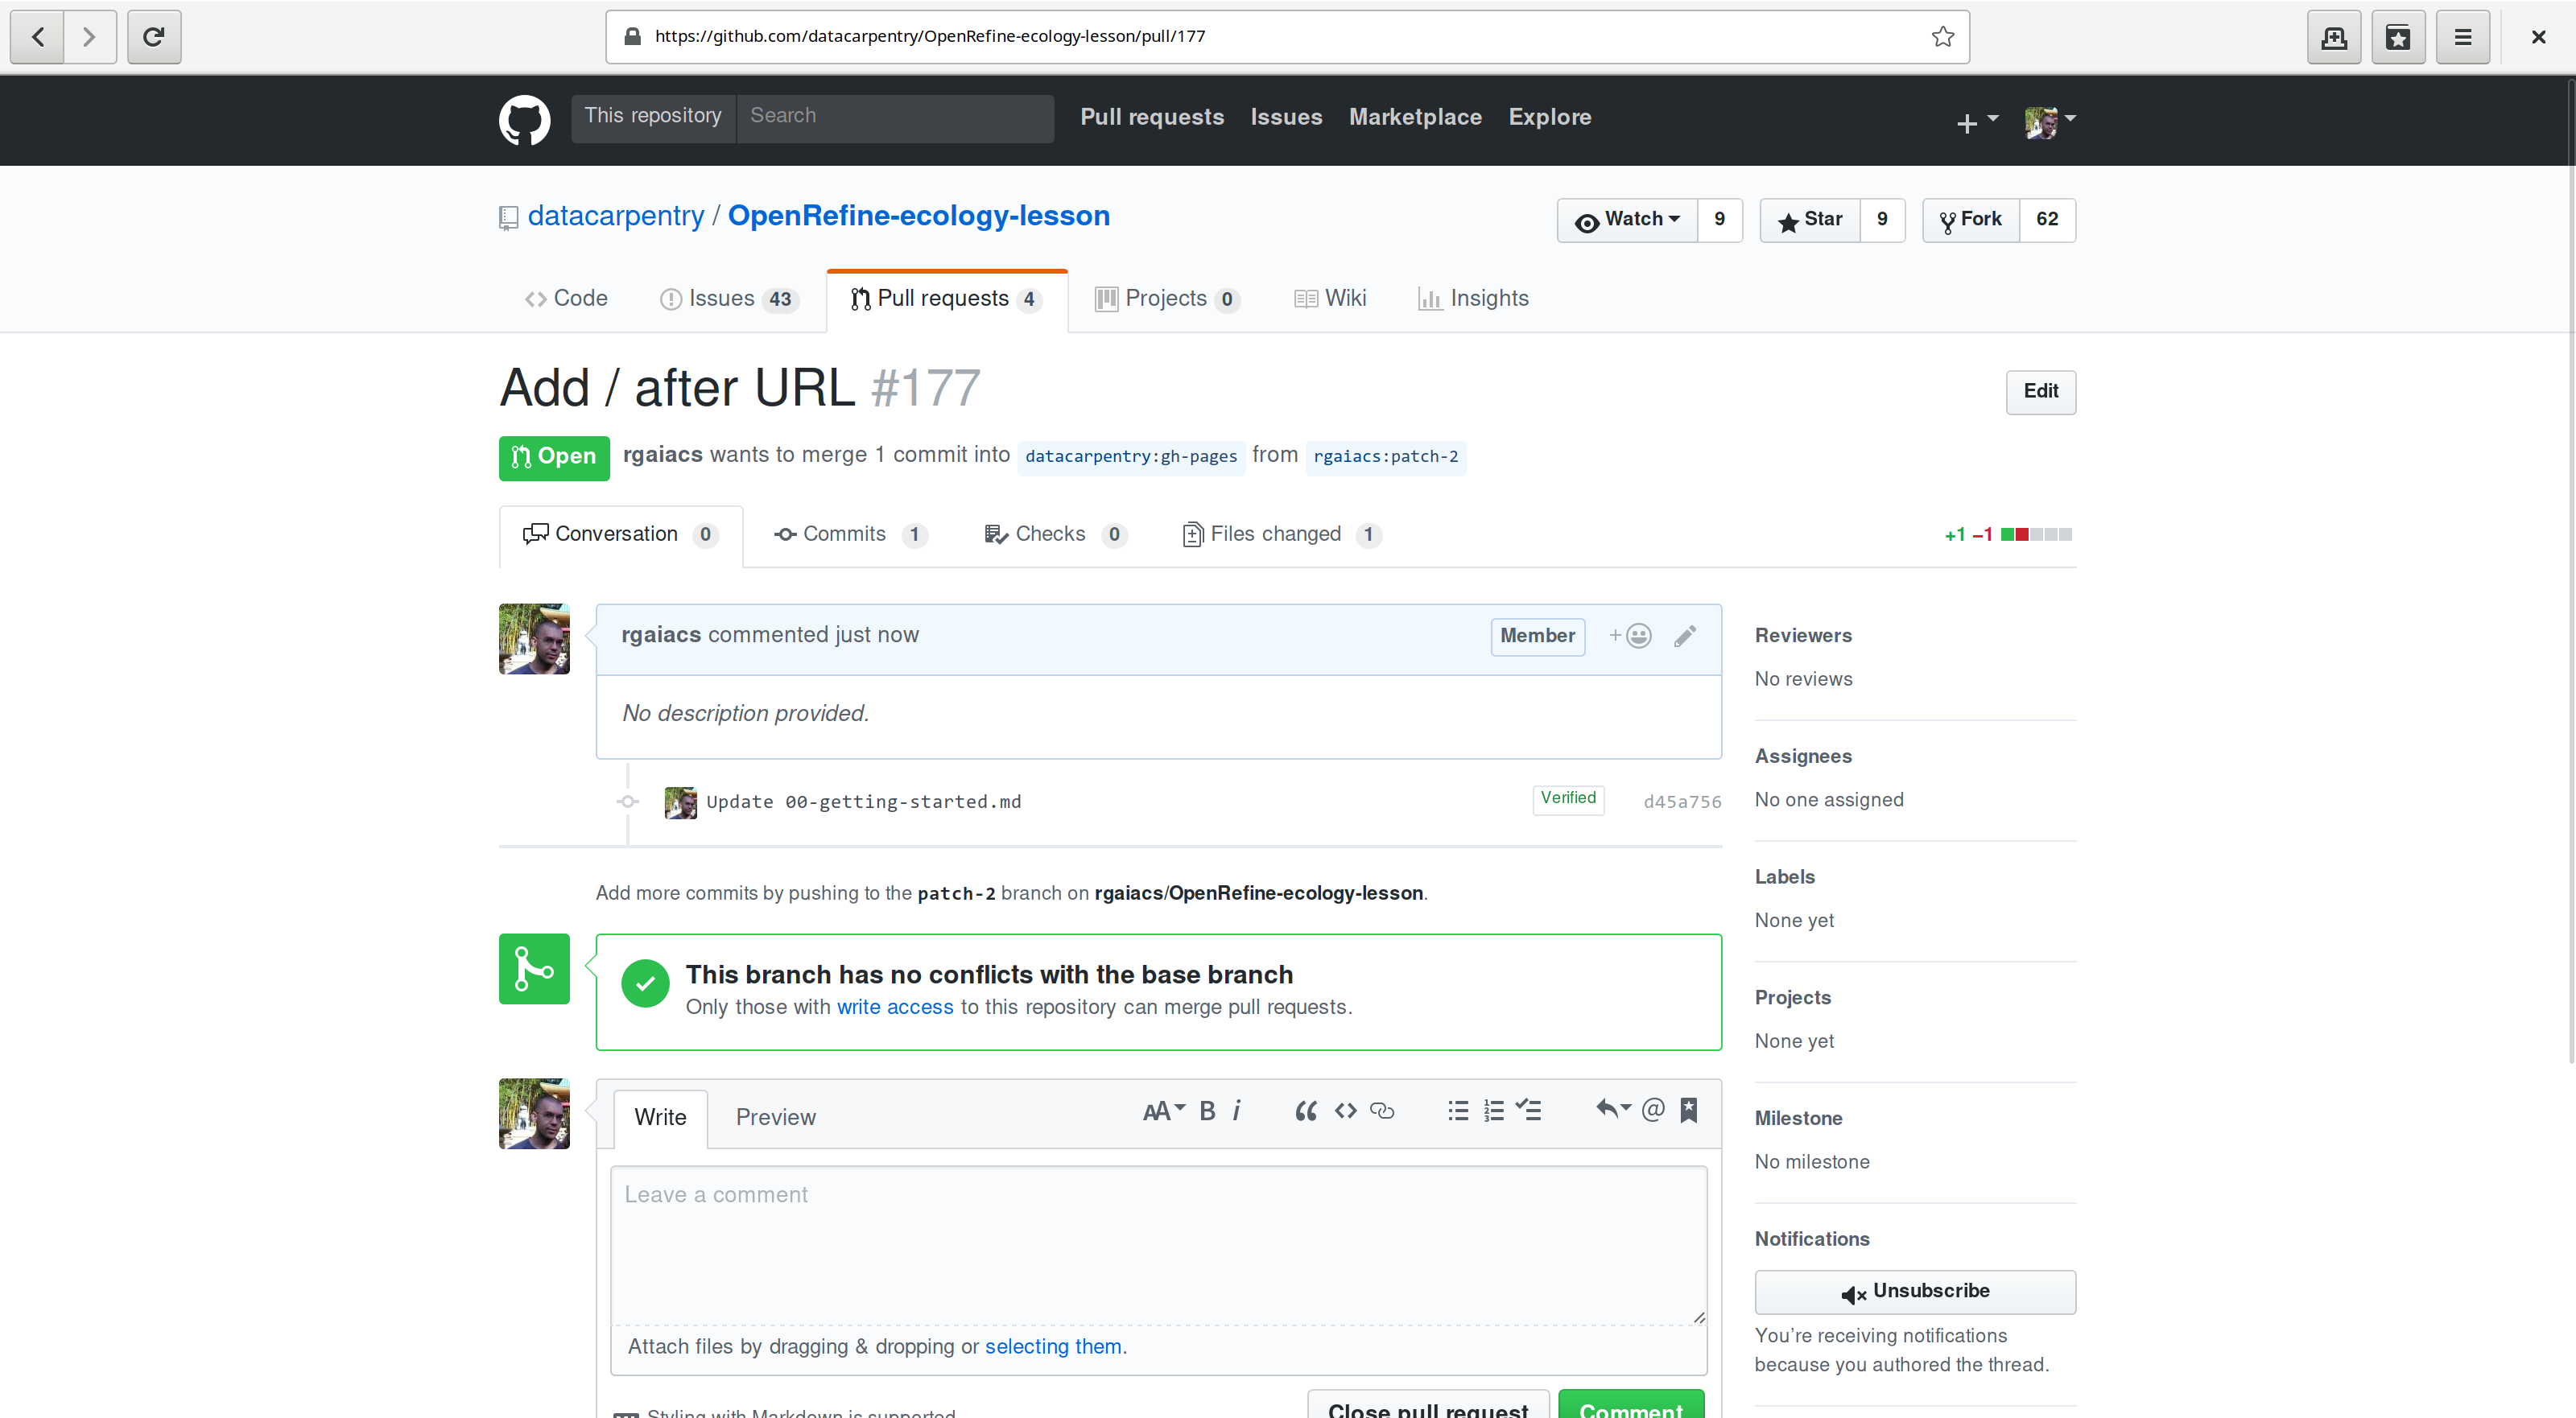 https://github.com/datacarpentry/OpenRefine-ecology-lesson/pull/177
This repository Search Pull requests Issues Marketplace Explore
datacarpentry / OpenRefine-ecology-lesson Watch 9 Star 9 Fork 62
Code Issues 43 Pull requests 4 Projects 0 Wiki Insights
Add / after URL #177 Edit
Open rgaiacs wants to merge 1 commit into datacarpentry:gh-pages from rgaiacs:patch-2
Conversation 0 Commits 1 Checks 0 Files changed 1 +1 −1
rgaiacs commented just now Member
No description provided.
Update 00-getting-started.md Verified d45a756
Add more commits by pushing to the patch-2 branch on rgaiacs/OpenRefine-ecology-lesson.
This branch has no conflicts with the base branch
Only those with write access to this repository can merge pull requests.
Write Preview
Leave a comment
Attach files by dragging & dropping or selecting them.
Styling with Markdown is supported
Close pull request Comment
Reviewers
No reviews
Assignees
No one assigned
Labels
None yet
Projects
None yet
Milestone
No milestone
Notifications
Unsubscribe
You’re receiving notifications
because you authored the thread.